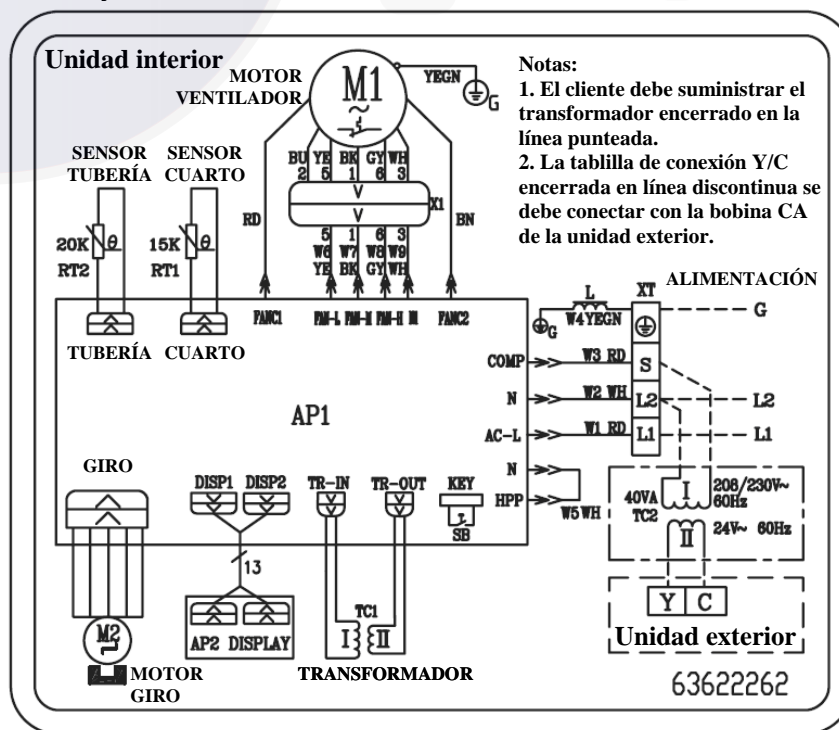 Unidad interior
MOTOR
VENTILADOR
M1
YEGN
G
Notas:
1. El cliente debe suministrar el
transformador encerrado en la
línea punteada.
2. La tablilla de conexión Y/C
encerrada en línea discontinua se
debe conectar con la bobina CA
de la unidad exterior.
SENSOR
TUBERÍA
SENSOR
CUARTO
20K
RT2
θ
15K
RT1
θ
RD
BU YE BK GY WH
2 5 1 6 3
X1
5 1 6 3
W6 W7 W8 W9
YE BK GY WH
BN
FANC1 FAN-L FAN-M FAN-H N1 FANC2
TUBERÍA CUARTO
AP1
L
W4YEGN
G
XT
ALIMENTACIÓN
G
COMP W3 RD S
N W2 WH L2 L2
AC-L W1 RD L1 L1
N
HPP
W5WH
GIRO
DISP1 DISP2
TR-IN TR-OUT
KEY
SB
13
AP2 DISPLAY
TC1
I II
TRANSFORMADOR
M2
MOTOR
GIRO
40VA
TC2
I
208/230V~
60Hz
II
24V~ 60Hz
Y C
Unidad exterior
63622262